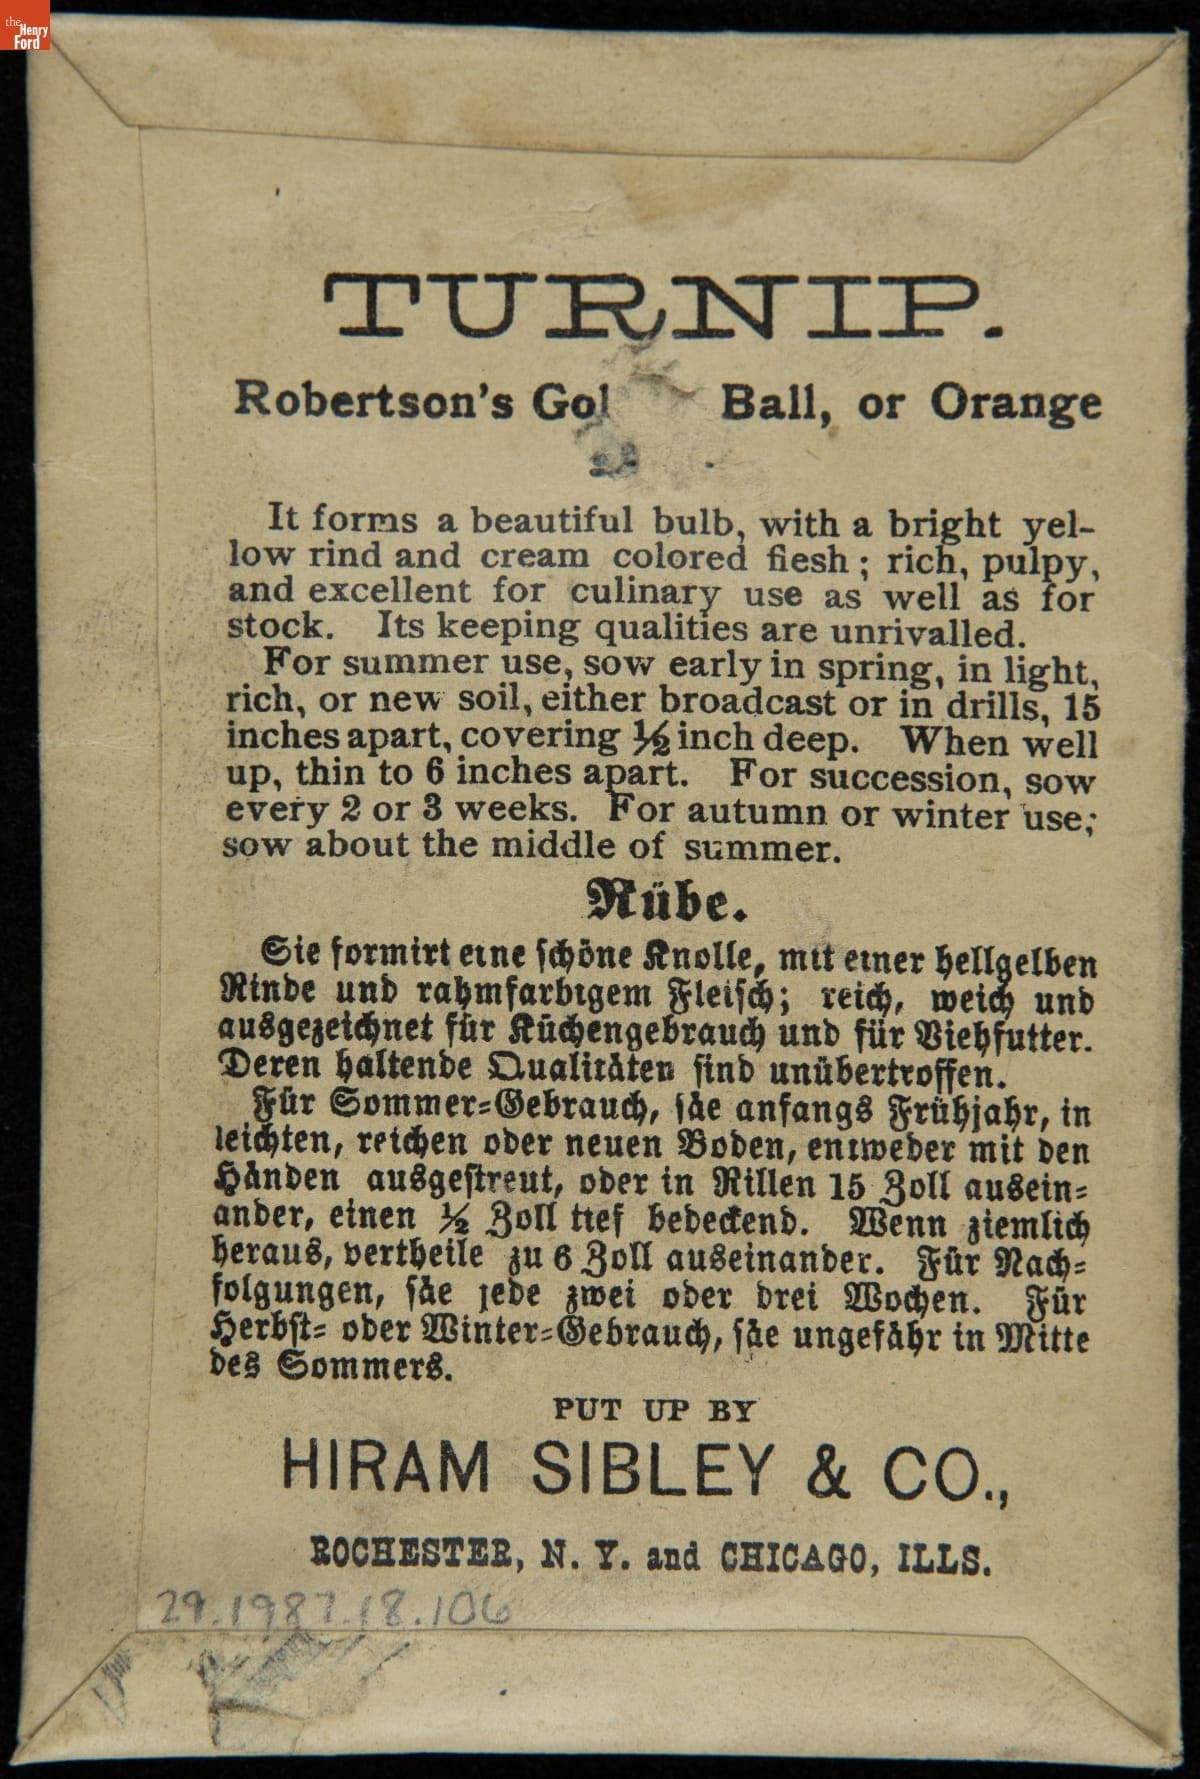 the Henry Ford
TURNIP.
Robertson's Gol Ball, or Orange
It forms a beautiful bulb, with a bright yel-
low rind and cream colored flesh; rich, pulpy,
and excellent for culinary use as well as for
stock. Its keeping qualities are unrivalled.
For summer use, sow early in spring, in light,
rich, or new soil, either broadcast or in drills, 15
inches apart, covering ½ inch deep. When well
up, thin to 6 inches apart. For succession, sow
every 2 or 3 weeks. For autumn or winter use;
sow about the middle of summer.
Rübe.
Sie formirt eine schöne Knolle, mit einer hellgelben
Rinde und rahmfarbigem Fleisch; reich, weich und
ausgezeichnet für Küchengebrauch und für Viehfutter.
Deren haltende Qualitäten sind unübertroffen.
Für Sommer-Gebrauch, säe anfangs Frühjahr, in
leichten, reichen oder neuen Boden, entweder mit den
Händen ausgestreut, oder in Rillen 15 Zoll ausein-
ander, einen ½ Zoll tief bedeckend. Wenn ziemlich
heraus, vertheile zu 6 Zoll auseinander. Für Nach-
folgungen, säe jede zwei oder drei Wochen. Für
Herbst- oder Winter-Gebrauch, säe ungefähr in Mitte
des Sommers.
PUT UP BY
HIRAM SIBLEY & CO.,
ROCHESTER, N. Y. and CHICAGO, ILLS.
29.1987.18.106